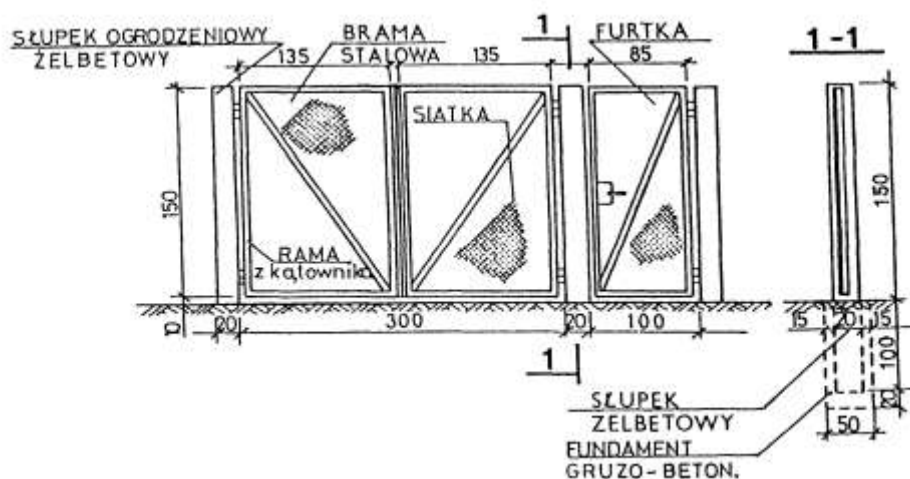 SŁUPEK OGRODZENIOWY
ŻELBETOWY
BRAMA
STALOWA
FURTKA
1
1-1
135
135
85
SIATKA
150
150
RAMA
z kątownika
10
20
300
20
100
15
20
15
100
20
1
SŁUPEK
ŻELBETOWY
50
FUNDAMENT
GRUZO-BETON.